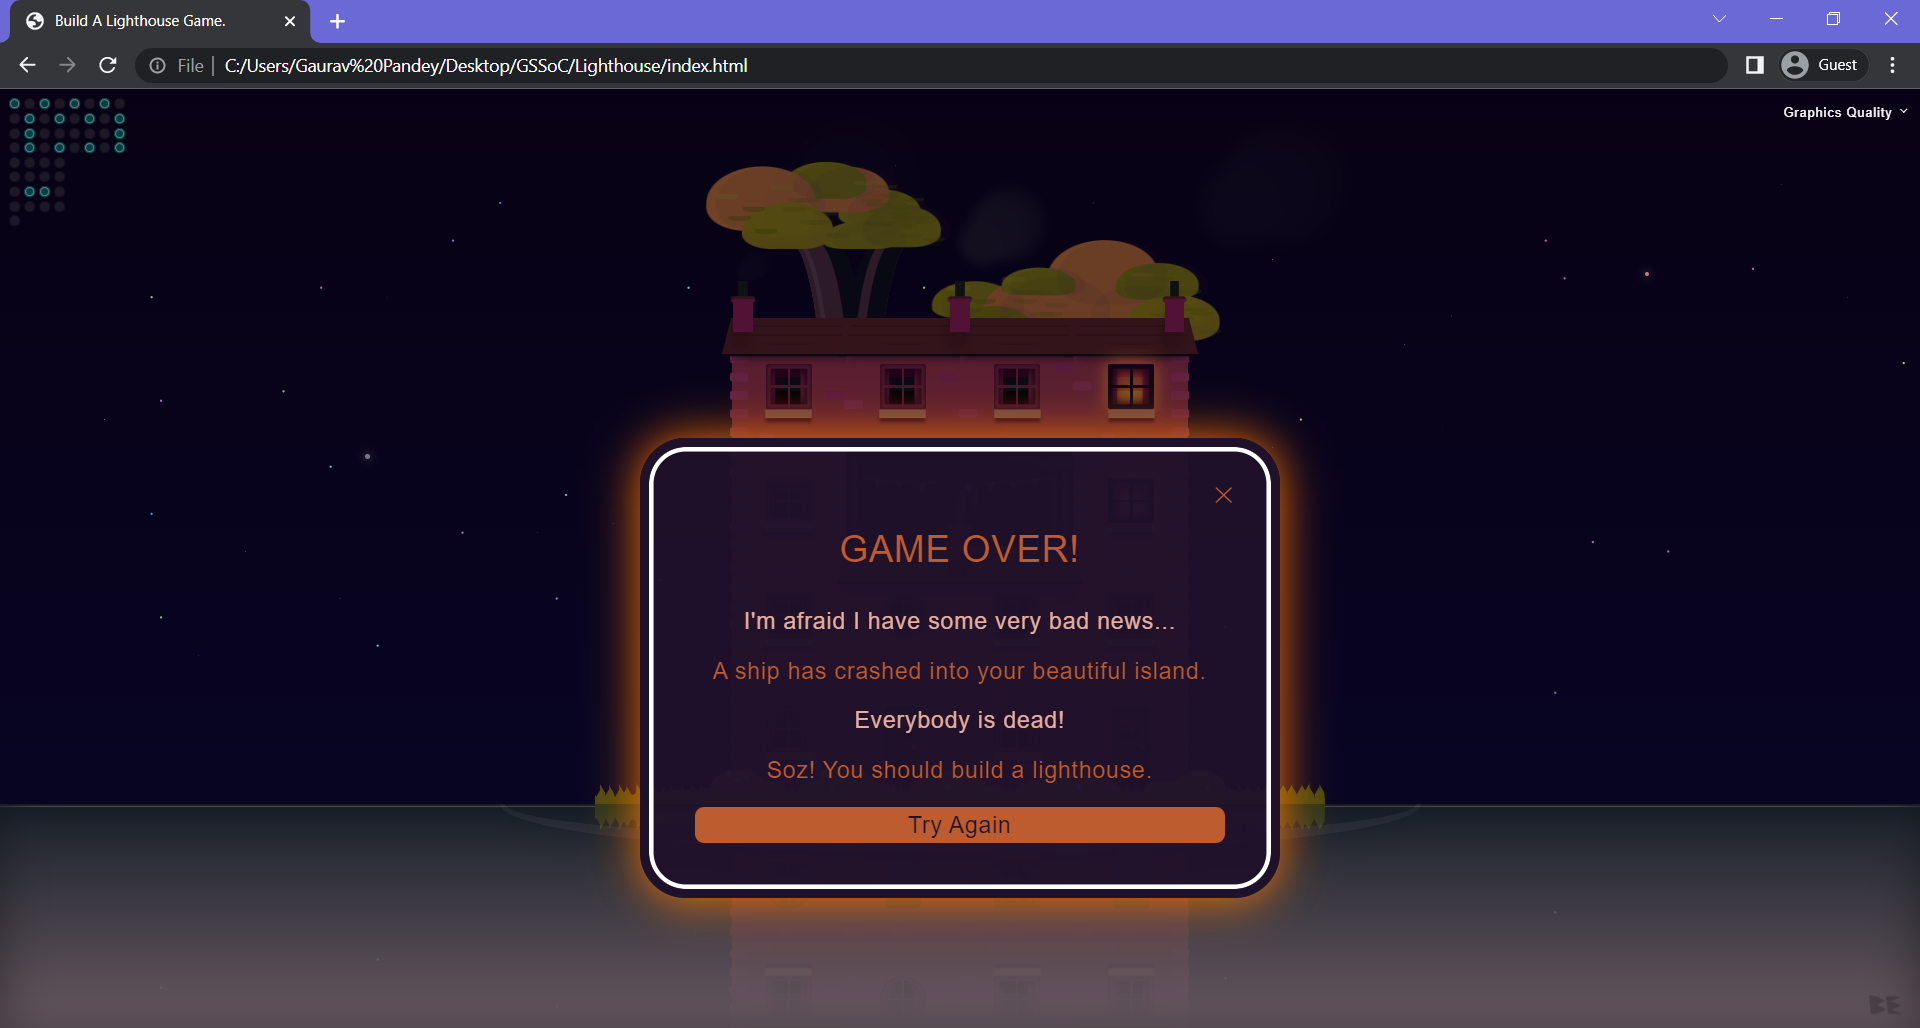 Build A Lighthouse Game.
File
C:/Users/Gaurav%20Pandey/Desktop/GSSoC/Lighthouse/index.html
Guest
Graphics Quality
GAME OVER!
I'm afraid I have some very bad news...
A ship has crashed into your beautiful island.
Everybody is dead!
Soz! You should build a lighthouse.
Try Again